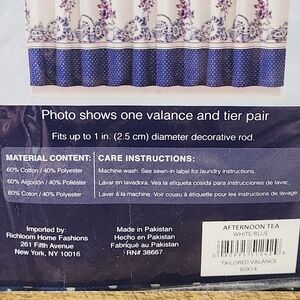 Photo shows one valance and tier pair
Fits up to 1 in. (2.5 cm) diameter decorative rod.
MATERIAL CONTENT:
60% Cotton / 40% Polyester
60% Algodón / 40% Poliéster
60% Coton / 40% Polyester
CARE INSTRUCTIONS:
Machine wash. See sewn-in label for laundry instructions.
Lavar en lavadora. Vea la etiqueta cosida para instrucciones de lavar.
Laver à la machine. Voir cousu à étiquette pour les instructions de lavage.
Imported by:
Richloom Home Fashions
261 Fifth Avenue
New York, NY 10016
Made in Pakistan
Hecho en Pakistan
Fabriqué au Pakistan
RN# 38667
AFTERNOON TEA
WHITE/BLUE
TAILORED VALANCE
60X14